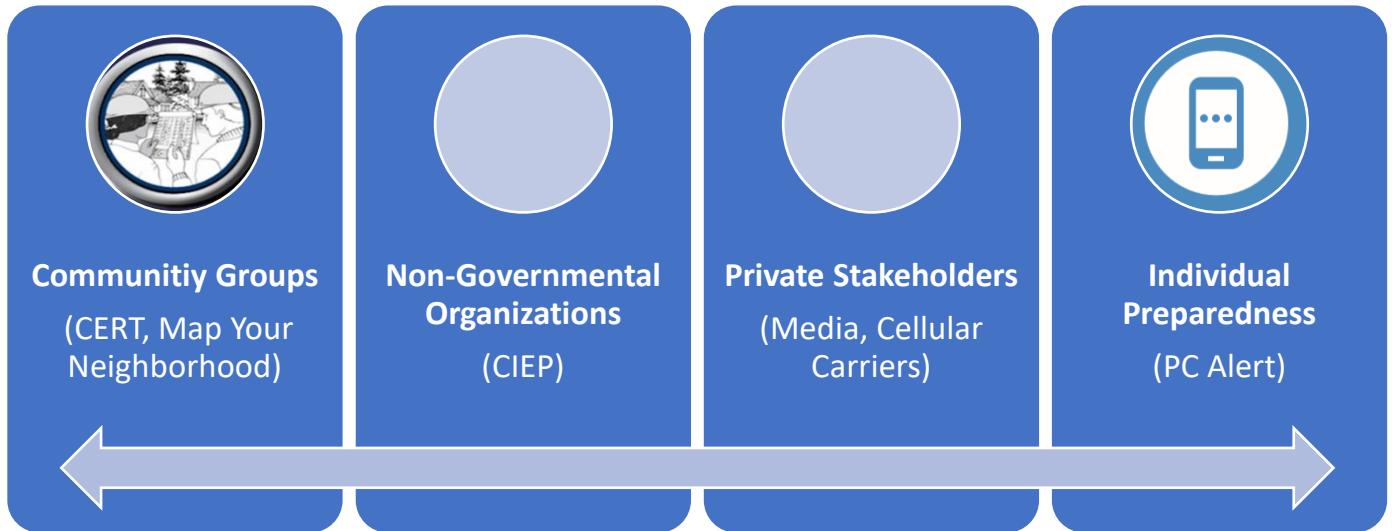 Communitiy Groups
(CERT, Map Your
Neighborhood)
Non-Governmental
Organizations
(CIEP)
Private Stakeholders
(Media, Cellular
Carriers)
Individual
Preparedness
(PC Alert)